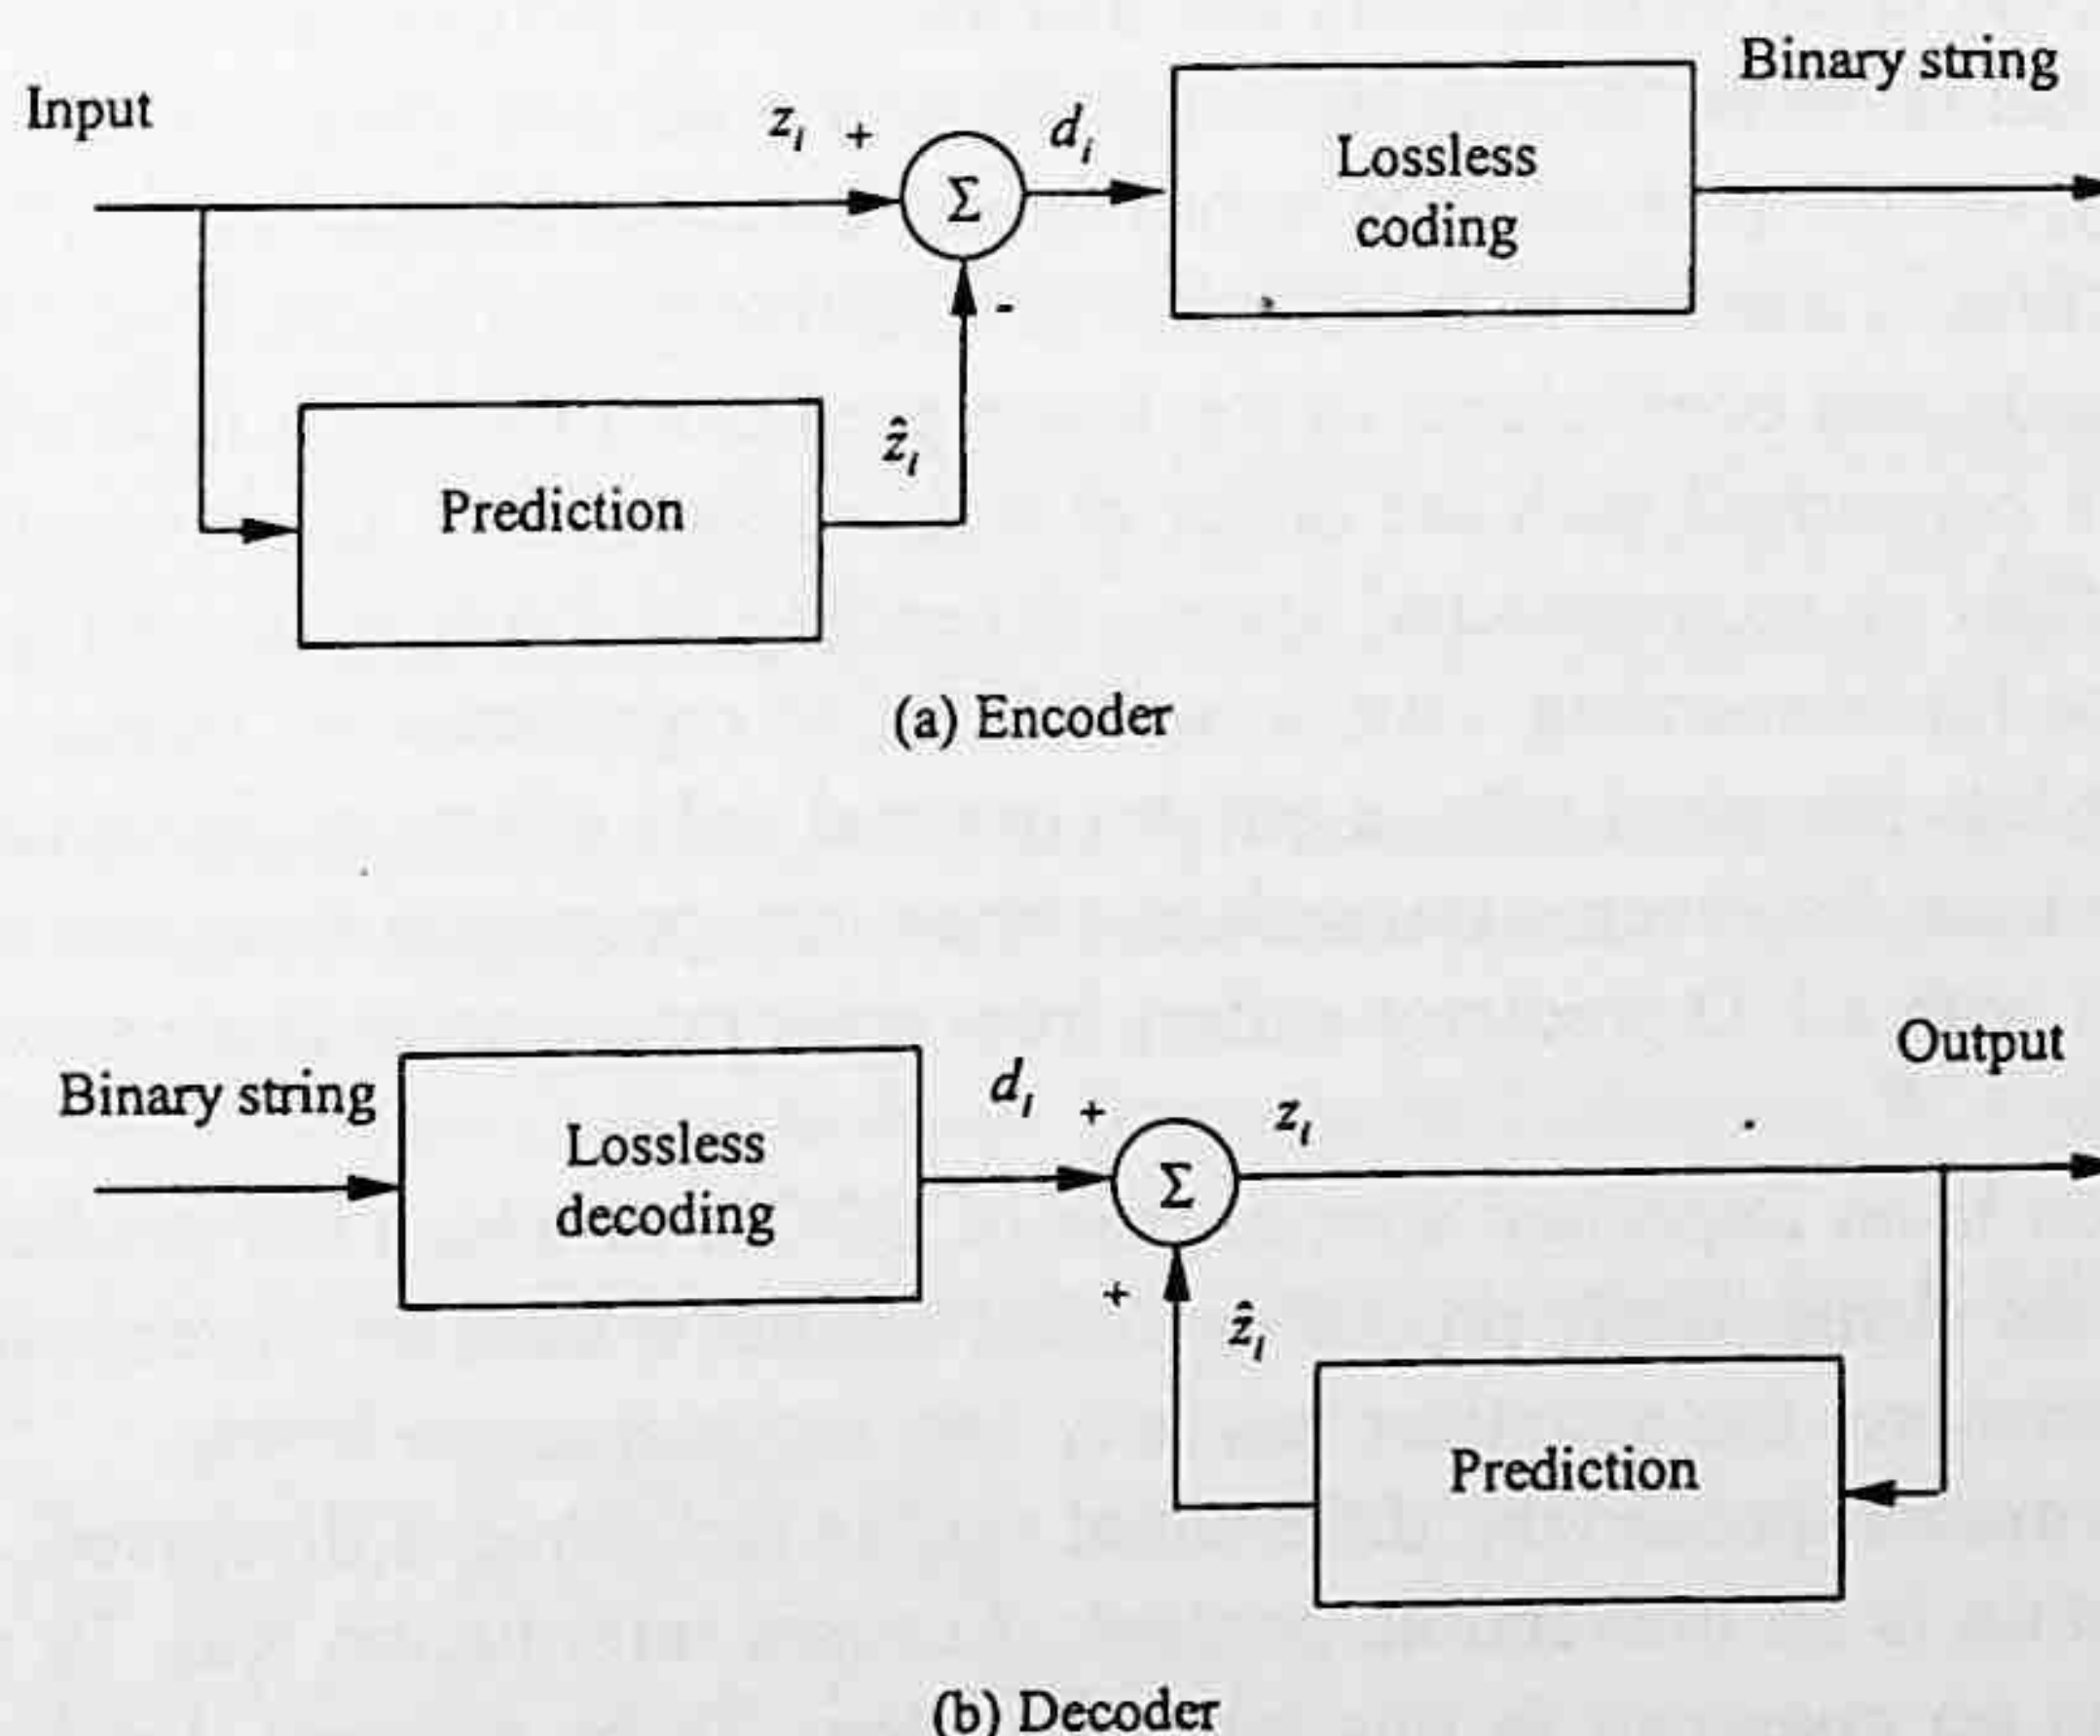 Input
z_i + d_i
Σ
Lossless
coding
Binary string
-
ẑ_i
Prediction
(a) Encoder
Binary string
Lossless
decoding
d_i +
Σ
z_i
Output
+
ẑ_i
Prediction
(b) Decoder